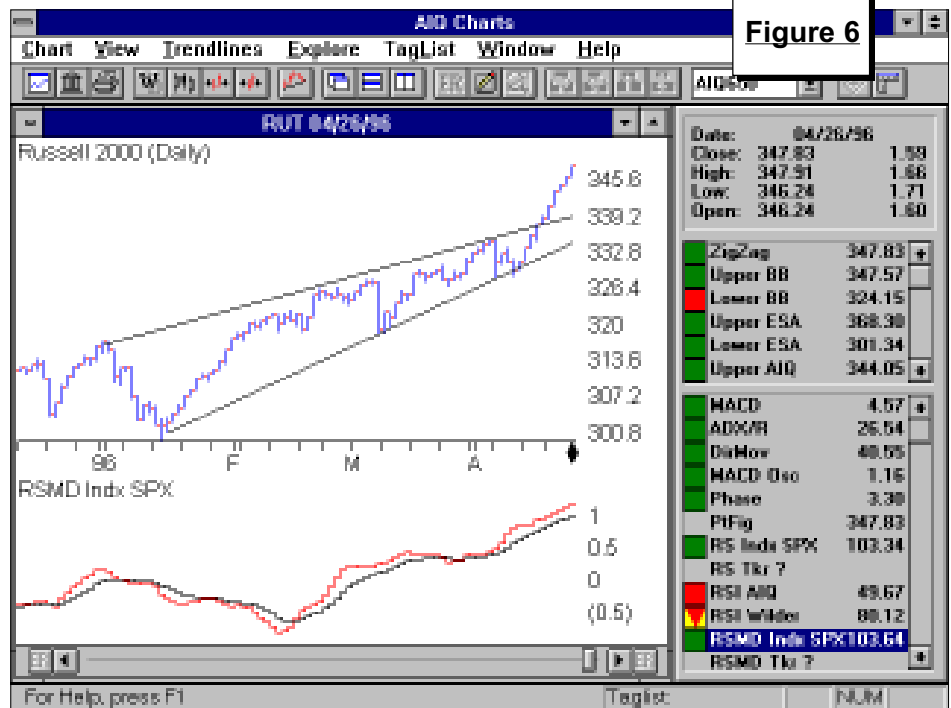 AIQ Charts
Figure 6
Chart View Trendlines Explore TagList Window Help
AIQ600
RUT 04/26/96
Russell 2000 (Daily)
345.6
339.2
332.8
326.4
320
313.6
307.2
300.8
96 F M A
RSMD Indx SPX
1
0.5
0
(0.5)
Date: 04/26/96
Close: 347.83 1.59
High: 347.91 1.66
Low: 346.24 1.71
Open: 346.24 1.60
ZigZag 347.83
Upper BB 347.57
Lower BB 324.15
Upper ESA 368.30
Lower ESA 301.34
Upper AIQ 344.05
MACD 4.57
ADX/R 26.54
DirMov 40.55
MACD Osc 1.16
Phase 3.30
PtFig 347.83
RS Indx SPX 103.34
RS Tkr ?
RSI AIQ 49.67
RSI Wilder 80.12
RSMD Indx SPX103.64
RSMD Tkr ?
For Help, press F1
Taglist:
NUM